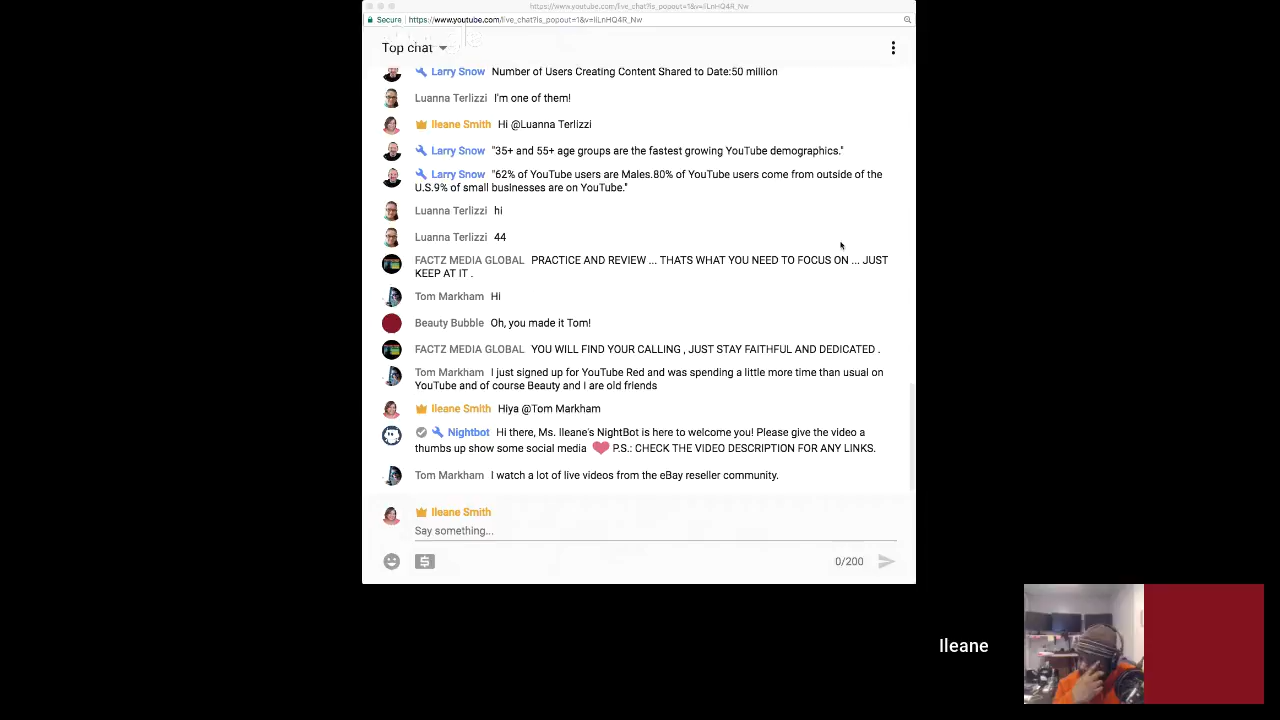 https://www.youtube.com/live_chat?is_popout=1&v=lLnHQ4R_Nw
Secure https://www.youtube.com/live_chat?is_popout=1&v=lLnHQ4R_Nw
Top chat
Larry Snow Number of Users Creating Content Shared to Date:50 million
Luanna Terlizzi I'm one of them!
Ileane Smith Hi @Luanna Terlizzi
Larry Snow "35+ and 55+ age groups are the fastest growing YouTube demographics."
Larry Snow "62% of YouTube users are Males.80% of YouTube users come from outside of the
U.S.9% of small businesses are on YouTube."
Luanna Terlizzi hi
Luanna Terlizzi 44
FACTZ MEDIA GLOBAL PRACTICE AND REVIEW ... THATS WHAT YOU NEED TO FOCUS ON ... JUST
KEEP AT IT .
Tom Markham Hi
Beauty Bubble Oh, you made it Tom!
FACTZ MEDIA GLOBAL YOU WILL FIND YOUR CALLING , JUST STAY FAITHFUL AND DEDICATED .
Tom Markham I just signed up for YouTube Red and was spending a little more time than usual on
YouTube and of course Beauty and I are old friends
Ileane Smith Hiya @Tom Markham
Nightbot Hi there, Ms. Ileane's NightBot is here to welcome you! Please give the video a
thumbs up show some social media P.S.: CHECK THE VIDEO DESCRIPTION FOR ANY LINKS.
Tom Markham I watch a lot of live videos from the eBay reseller community.
Ileane Smith
Say something...
0/200
Ileane